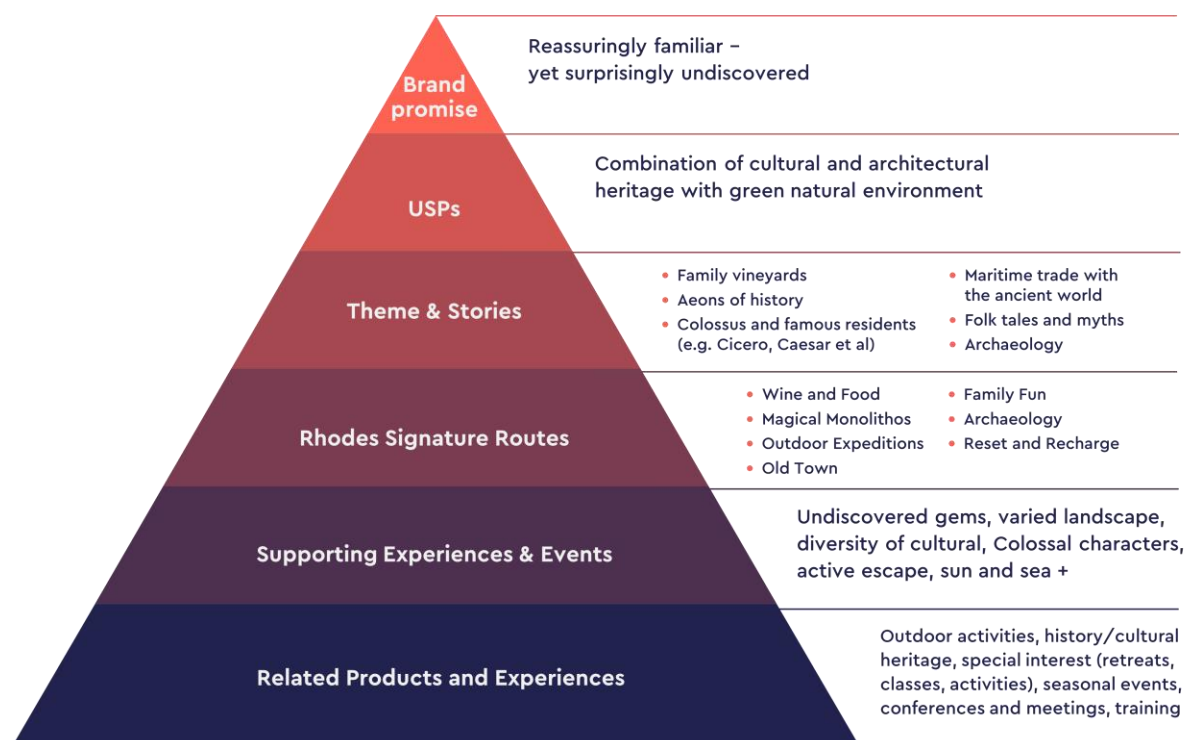 Brand
promise
Reassuringly familiar –
yet surprisingly undiscovered
USPs
Combination of cultural and architectural
heritage with green natural environment
Theme & Stories
• Family vineyards
• Aeons of history
• Colossus and famous residents
(e.g. Cicero, Caesar et al)
• Maritime trade with
the ancient world
• Folk tales and myths
• Archaeology
Rhodes Signature Routes
• Wine and Food
• Magical Monolithos
• Outdoor Expeditions
• Old Town
• Family Fun
• Archaeology
• Reset and Recharge
Supporting Experiences & Events
Undiscovered gems, varied landscape,
diversity of cultural, Colossal characters,
active escape, sun and sea +
Related Products and Experiences
Outdoor activities, history/cultural
heritage, special interest (retreats,
classes, activities), seasonal events,
conferences and meetings, training